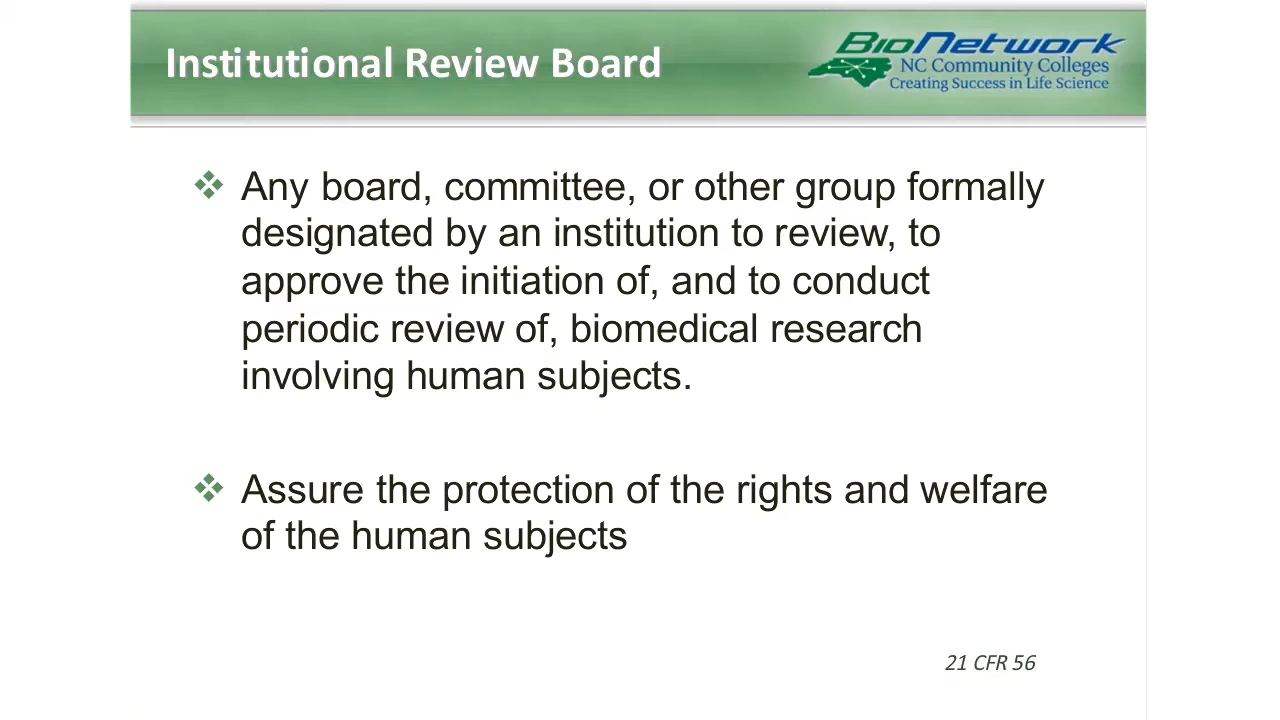 Institutional Review Board
BioNetwork
NC Community Colleges
Creating Success in Life Science
Any board, committee, or other group formally
designated by an institution to review, to
approve the initiation of, and to conduct
periodic review of, biomedical research
involving human subjects.
Assure the protection of the rights and welfare
of the human subjects
21 CFR 56